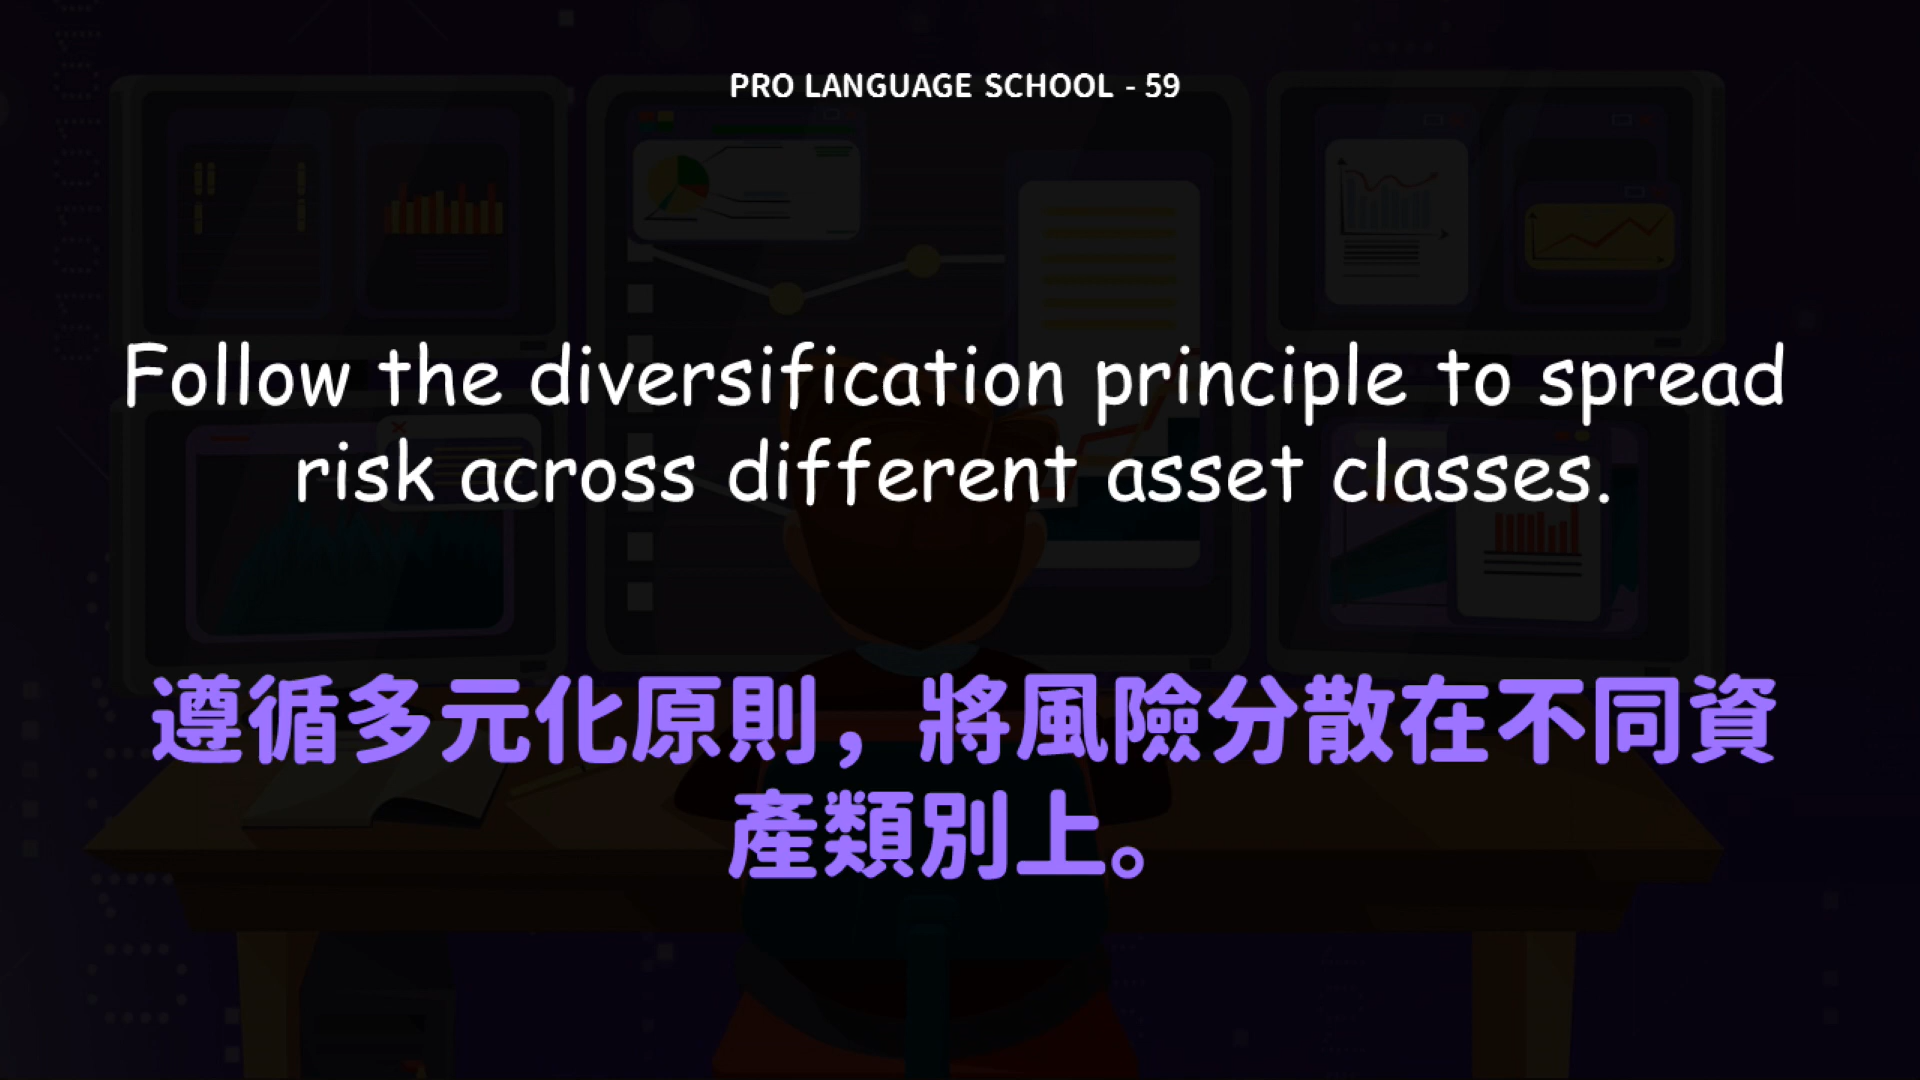 PRO LANGUAGE SCHOOL - 59
Follow the diversification principle to spread
risk across different asset classes.
遵循多元化原則，將風險分散在不同資
產類別上。